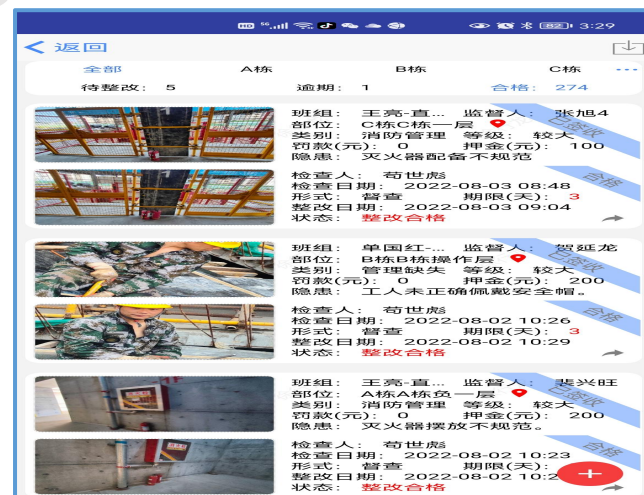 HD 5G 82 3:29
返回
全部 A栋 B栋 C栋 ...
待整改: 5 逾期: 1 合格: 274
班组: 王亮-直... 监督人: 张旭4
部位: C栋C栋一层
类别: 消防管理 等级: 较大
罚款(元): 0 押金(元): 100
隐患: 灭火器配备不规范
已签收
检查人: 苟世彪
检查日期: 2022-08-03 08:48
形式: 督查 期限(天): 3
整改日期: 2022-08-03 09:04
状态: 整改合格
合格
班组: 单国红-... 监督人: 贺延龙
部位: B栋B栋操作层
类别: 管理缺失 等级: 较大
罚款(元): 0 押金(元): 200
隐患: 工人未正确佩戴安全帽。
已签收
检查人: 苟世彪
检查日期: 2022-08-02 10:26
形式: 督查 期限(天): 3
整改日期: 2022-08-02 10:29
状态: 整改合格
合格
班组: 王亮-直... 监督人: 裴兴旺
部位: A栋A栋负一层
类别: 消防管理 等级: 较大
罚款(元): 0 押金(元): 200
隐患: 灭火器摆放不规范。
已签收
检查人: 苟世彪
检查日期: 2022-08-02 10:23
形式: 督查 期限(天):
整改日期: 2022-08-02 10:2
状态: 整改合格
合格